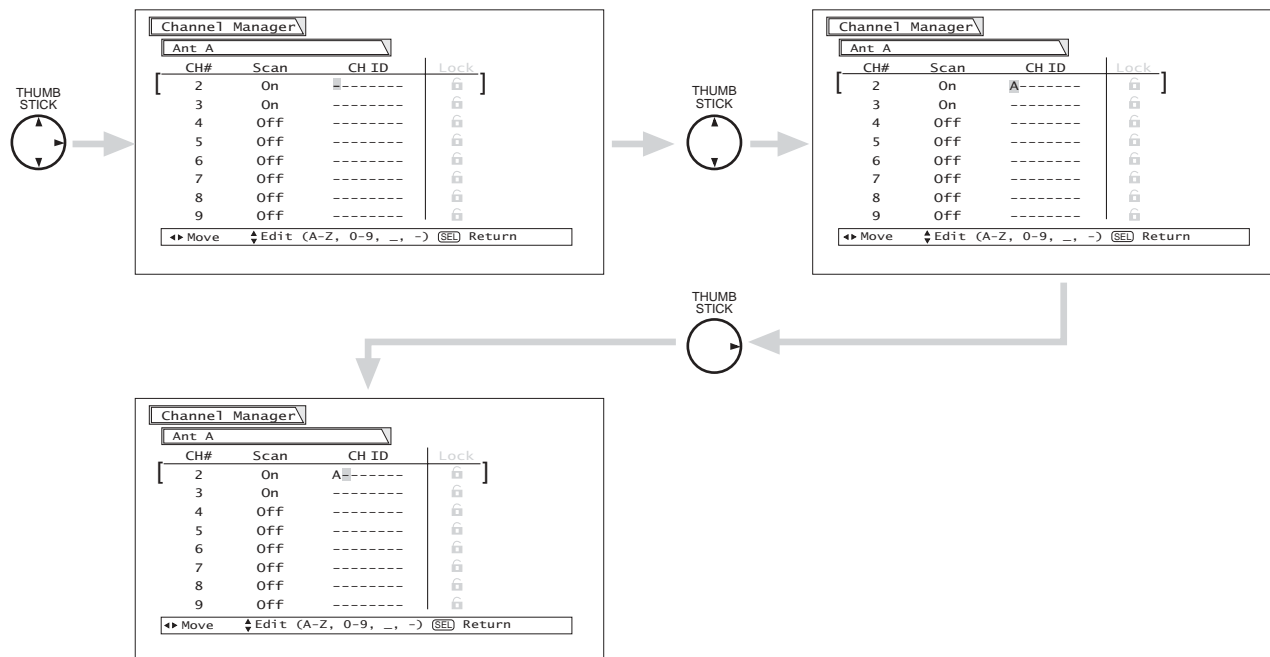 THUMB
STICK
Channel Manager
Ant A
CH# Scan CH ID Lock
[ 2 On -------- ]
3 On --------
4 Off --------
5 Off --------
6 Off --------
7 Off --------
8 Off --------
9 Off --------
Move Edit (A-Z, 0-9, _, -) SEL Return
THUMB
STICK
Channel Manager
Ant A
CH# Scan CH ID Lock
[ 2 On A------- ]
3 On --------
4 Off --------
5 Off --------
6 Off --------
7 Off --------
8 Off --------
9 Off --------
Move Edit (A-Z, 0-9, _, -) SEL Return
THUMB
STICK
Channel Manager
Ant A
CH# Scan CH ID Lock
[ 2 On A------- ]
3 On --------
4 Off --------
5 Off --------
6 Off --------
7 Off --------
8 Off --------
9 Off --------
Move Edit (A-Z, 0-9, _, -) SEL Return